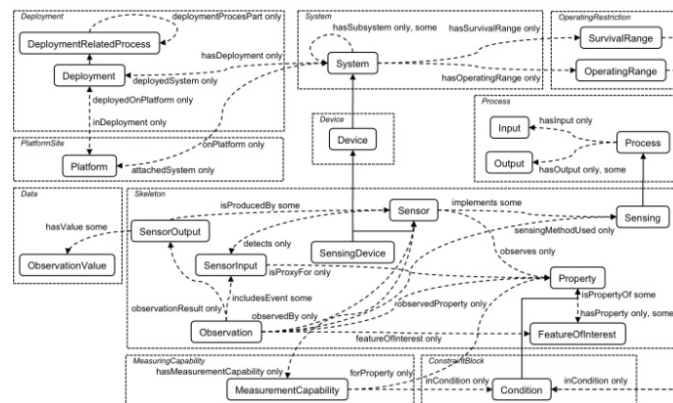 Deployment
deploymentProcesPart only
DeploymentRelatedProcess
Deployment
deployedOnPlatform only
inDeployment only
hasDeployment only
deployedSystem only
System
hasSubsystem only, some
System
hasSurvivalRange only
hasOperatingRange only
OperatingRestriction
SurvivalRange
OperatingRange
PlatformSite
Platform
onPlatform only
attachedSystem only
Device
Device
Process
Input
hasInput only
Process
Output
hasOutput only, some
Data
hasValue some
ObservationValue
Skeleton
isProducedBy some
Sensor
implements some
Sensing
SensorOutput
detects only
sensingMethodUsed only
SensingDevice
observes only
SensorInput
isProxyFor only
Property
isPropertyOf some
includesEvent some
observationResult only
observedProperty only
hasProperty only, some
observedBy only
Observation
featureOfInterest only
FeatureOfInterest
MeasuringCapability
hasMeasurementCapability only
forProperty only
MeasurementCapability
ConstraintBlock
inCondition only
Condition
inCondition only